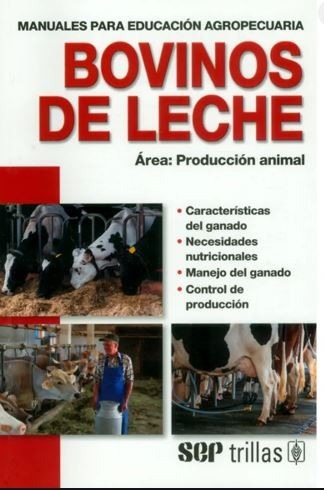 MANUALES PARA EDUCACIÓN AGROPECUARIA
BOVINOS
DE LECHE
Área: Producción animal
• Características
del ganado
• Necesidades
nutricionales
• Manejo del ganado
• Control de
producción
SEP trillas